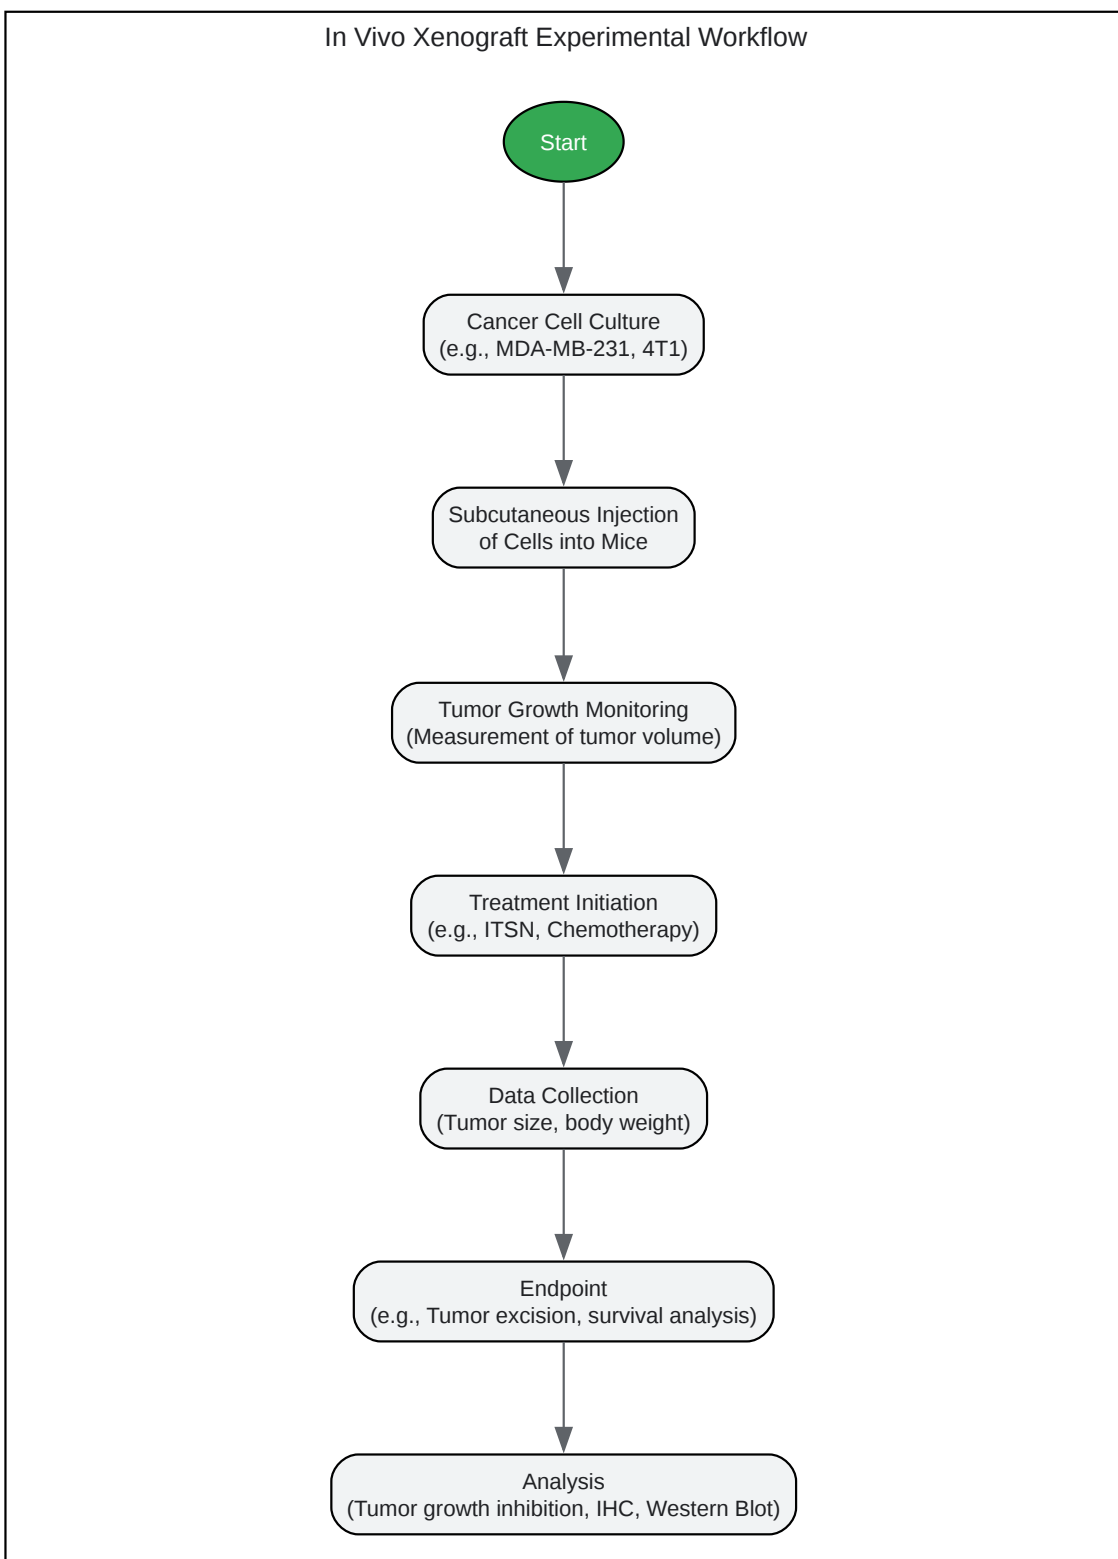 In Vivo Xenograft Experimental Workflow
Start
Cancer Cell Culture
(e.g., MDA-MB-231, 4T1)
Subcutaneous Injection
of Cells into Mice
Tumor Growth Monitoring
(Measurement of tumor volume)
Treatment Initiation
(e.g., ITSN, Chemotherapy)
Data Collection
(Tumor size, body weight)
Endpoint
(e.g., Tumor excision, survival analysis)
Analysis
(Tumor growth inhibition, IHC, Western Blot)